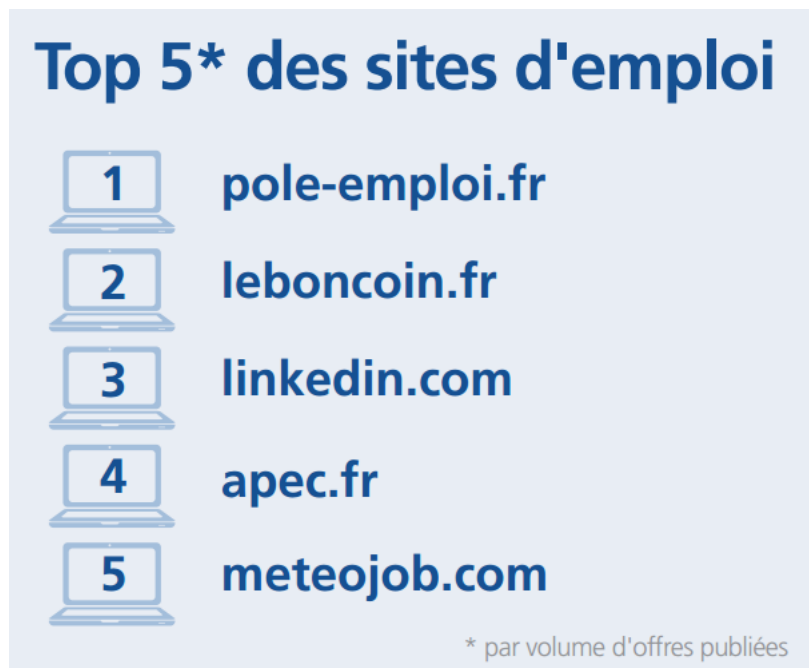 Top 5* des sites d'emploi
1 pole-emploi.fr
2 leboncoin.fr
3 linkedin.com
4 apec.fr
5 meteojob.com
* par volume d'offres publiées